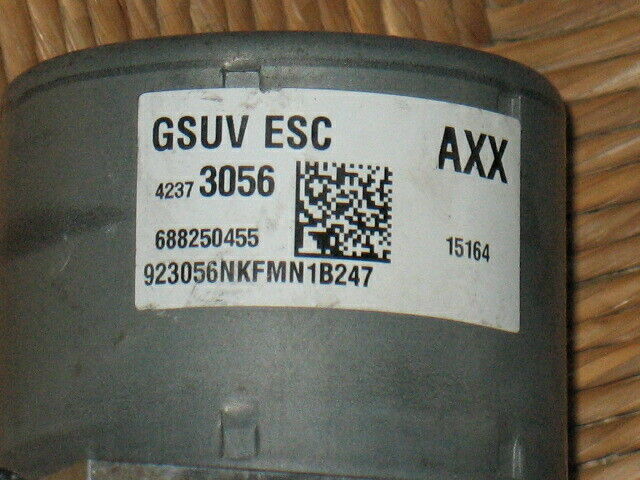 GSUV ESC
AXX
4237 3056
688250455
15164
923056NKFMN1B247